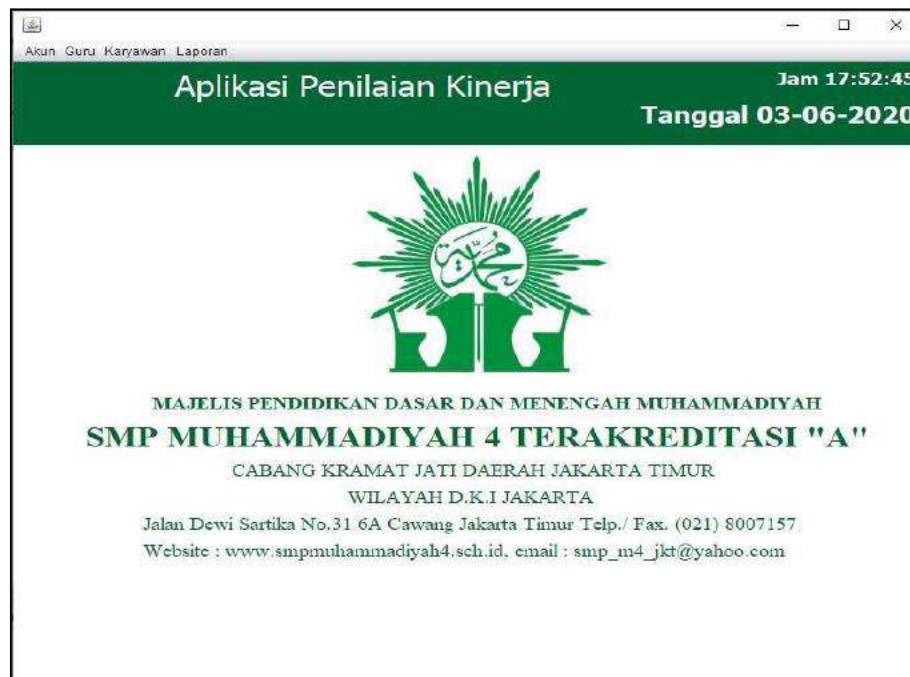 Akun Guru Karyawan Laporan
Aplikasi Penilaian Kinerja
Jam 17:52:45
Tanggal 03-06-2020
محمد
MAJELIS PENDIDIKAN DASAR DAN MENENGAH MUHAMMADIYAH
SMP MUHAMMADIYAH 4 TERAKREDITASI "A"
CABANG KRAMAT JATI DAERAH JAKARTA TIMUR
WILAYAH D.K.I JAKARTA
Jalan Dewi Sartika No.31 6A Cawang Jakarta Timur Telp./ Fax. (021) 8007157
Website : www.smpmuhammadiyah4.sch.id, email : smp_m4_jkt@yahoo.com